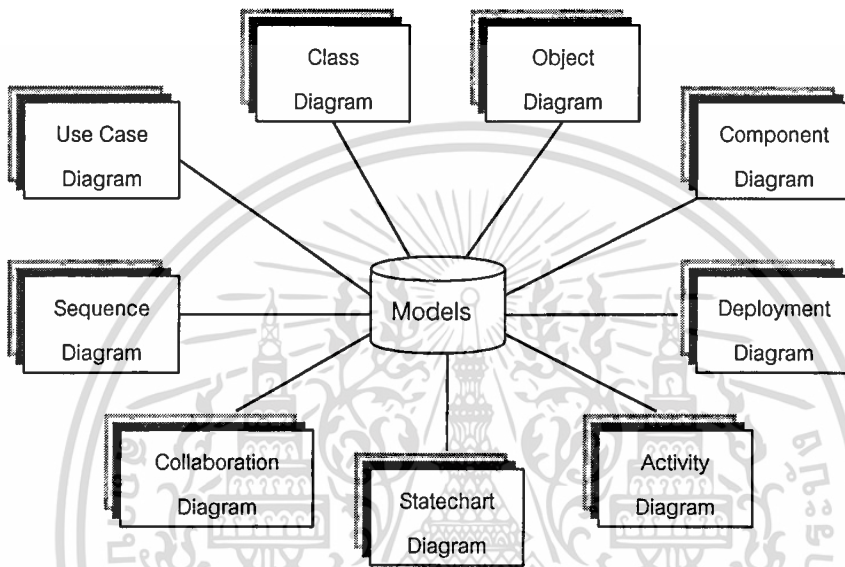 Class
Diagram
Object
Diagram
Use Case
Diagram
Component
Diagram
Sequence
Diagram
Models
Deployment
Diagram
Collaboration
Diagram
Statechart
Diagram
Activity
Diagram